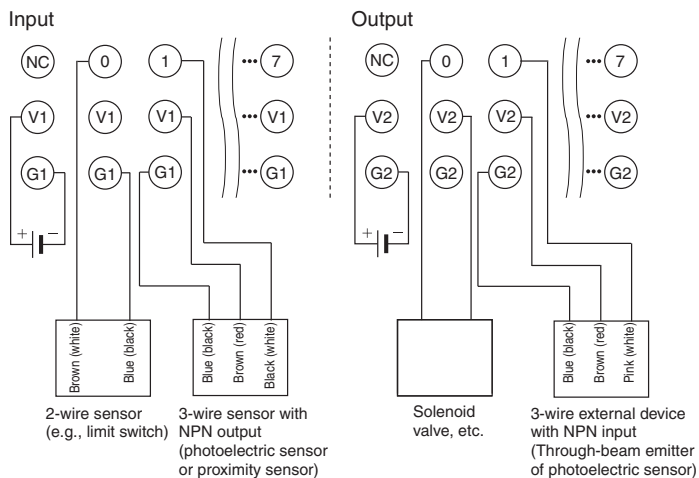 Input
Output
NC 0 1 ••• 7
V1 V1 V1 ••• V1
G1 G1 G1 ••• G1
+ −
Brown (white)
Blue (black)
Blue (black)
Brown (red)
Black (white)
2-wire sensor
(e.g., limit switch)
3-wire sensor with
NPN output
(photoelectric sensor
or proximity sensor)
NC 0 1 ••• 7
V2 V2 V2 ••• V2
G2 G2 G2 ••• G2
+ −
Blue (black)
Brown (red)
Pink (white)
Solenoid
valve, etc.
3-wire external device
with NPN input
(Through-beam emitter
of photoelectric sensor)